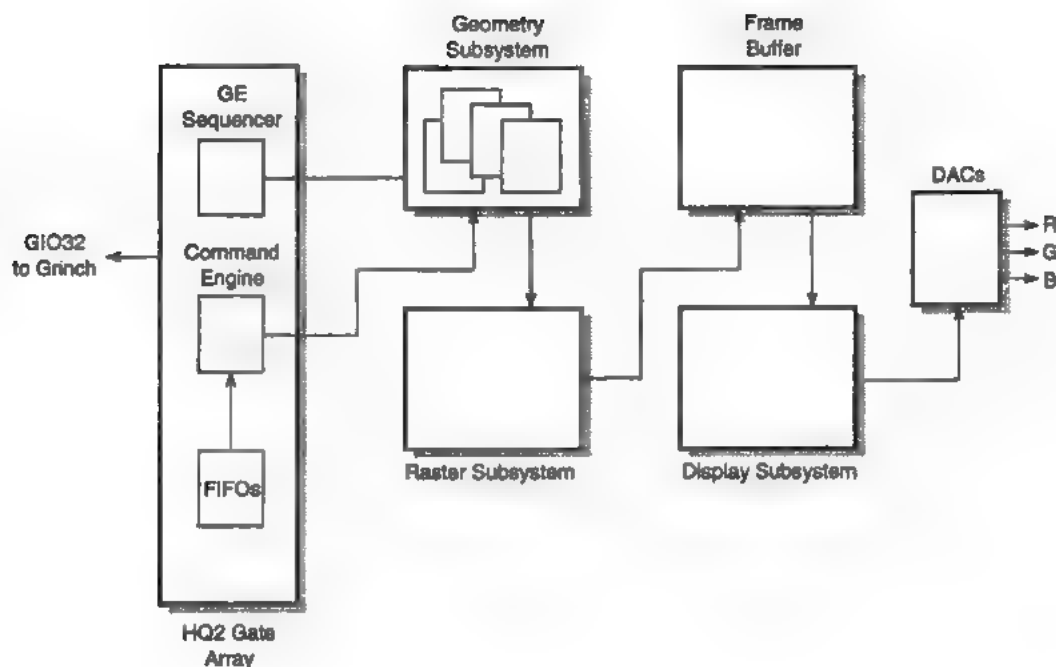 Geometry
Subsystem
Frame
Buffer
GE
Sequencer
DACs
GIO32
to Grinch
Command
Engine
R
G
B
FIFOs
Raster Subsystem
Display Subsystem
HQ2 Gate
Array